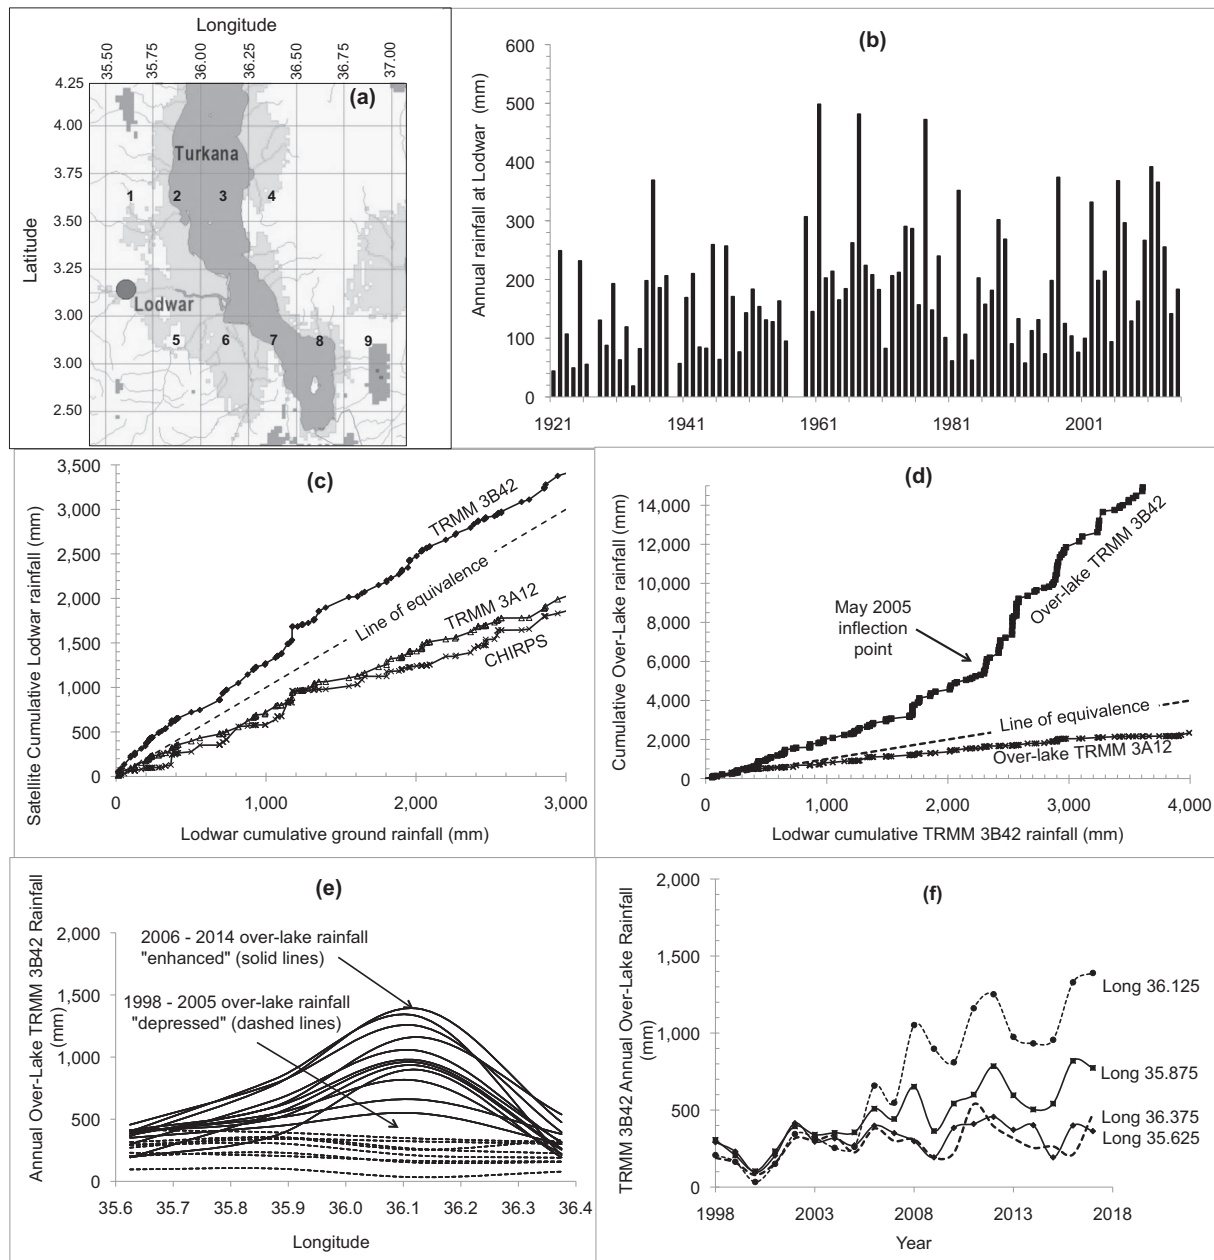 Longitude
35.50 35.75 36.00 36.25 36.50 36.75 37.00
(a)
Latitude
4.25
4.00
3.75
3.50
3.25
3.00
3.00
2.50
Turkana
1 2 3 4
Lodwar
5 6 7 8 9
(b)
Annual rainfall at Lodwar (mm)
600
500
400
300
200
100
0
1921 1941 1961 1981 2001
(c)
Satellite Cumulative Lodwar rainfall (mm)
3,500
3,000
2,500
2,000
1,500
1,000
500
0
TRMM 3B42
Line of equivalence
TRMM 3A12
CHIRPS
0 1,000 2,000 3,000
Lodwar cumulative ground rainfall (mm)
(d)
Cumulative Over-Lake rainfall (mm)
14,000
12,000
10,000
8,000
6,000
4,000
2,000
0
May 2005
inflection
point
Over-lake TRMM 3B42
Line of equivalence
Over-lake TRMM 3A12
0 1,000 2,000 3,000 4,000
Lodwar cumulative TRMM 3B42 rainfall (mm)
(e)
Annual Over-Lake TRMM 3B42 Rainfall
(mm)
2,000
1,500
1,000
500
0
2006 - 2014 over-lake rainfall
"enhanced" (solid lines)
1998 - 2005 over-lake rainfall
"depressed" (dashed lines)
35.6 35.7 35.8 35.9 36.0 36.1 36.2 36.3 36.4
Longitude
(f)
TRMM 3B42 Annual Over-Lake Rainfall
(mm)
2,000
1,500
1,000
500
0
Long 36.125
Long 35.875
Long 36.375
Long 35.625
1998 2003 2008 2013 2018
Year